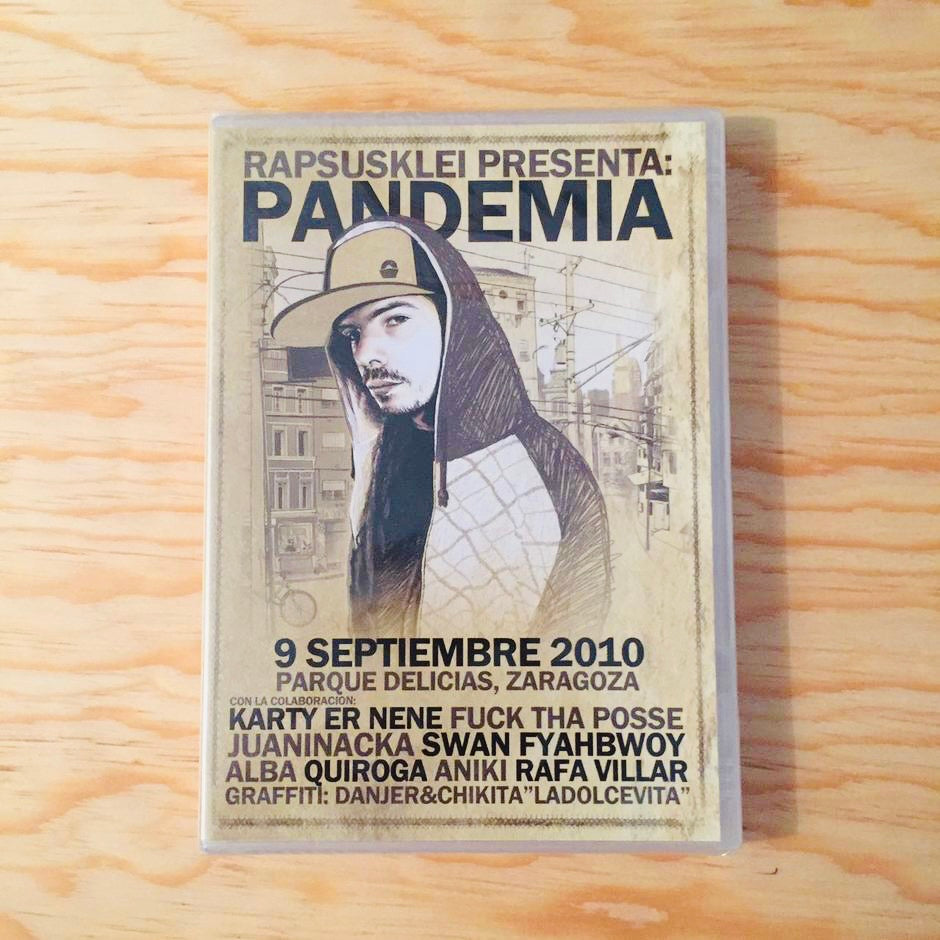 RAPSUSKLEI PRESENTA:
PANDEMIA
9 SEPTIEMBRE 2010
PARQUE DELICIAS, ZARAGOZA
CON LA COLABORACIÓN:
KARTY ER NENE FUCK THA POSSE
JUANINACKA SWAN FYAHBWOY
ALBA QUIROGA ANIKI RAFA VILLAR
GRAFFITI: DANJER&CHIKITA"LADOLCEVITA"